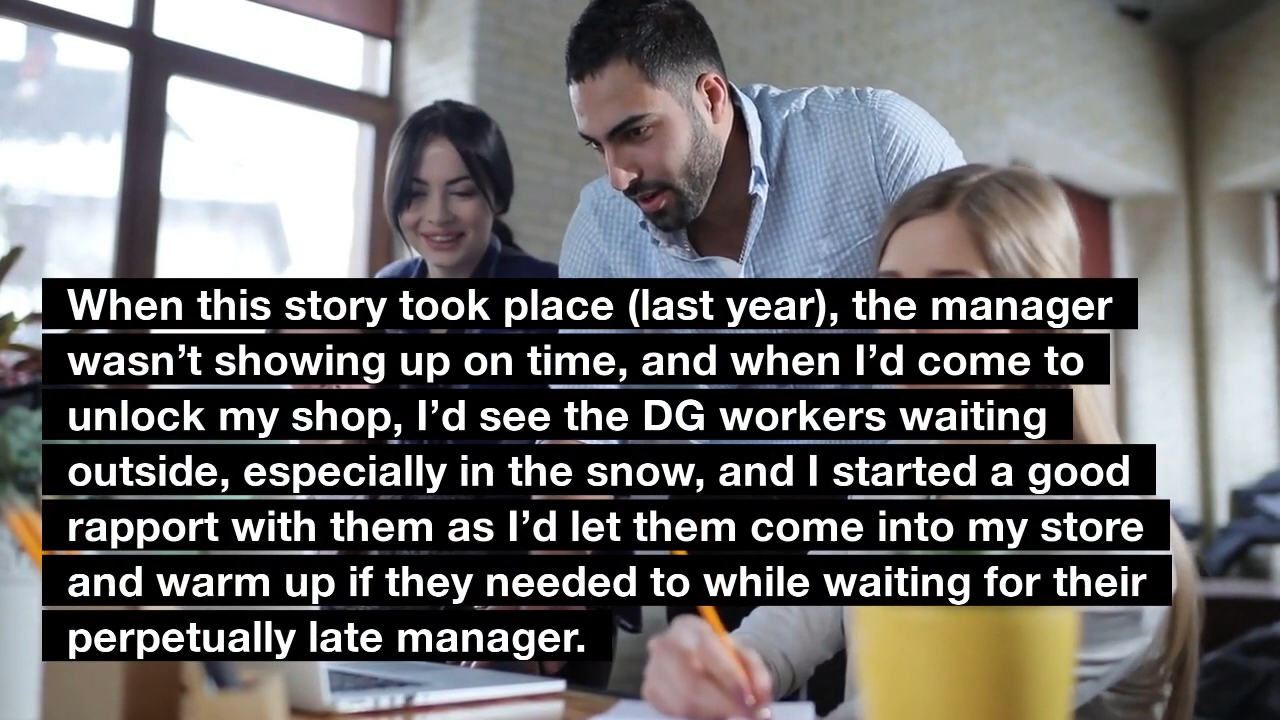 When this story took place (last year), the manager
wasn’t showing up on time, and when I’d come to
unlock my shop, I’d see the DG workers waiting
outside, especially in the snow, and I started a good
rapport with them as I’d let them come into my store
and warm up if they needed to while waiting for their
perpetually late manager.